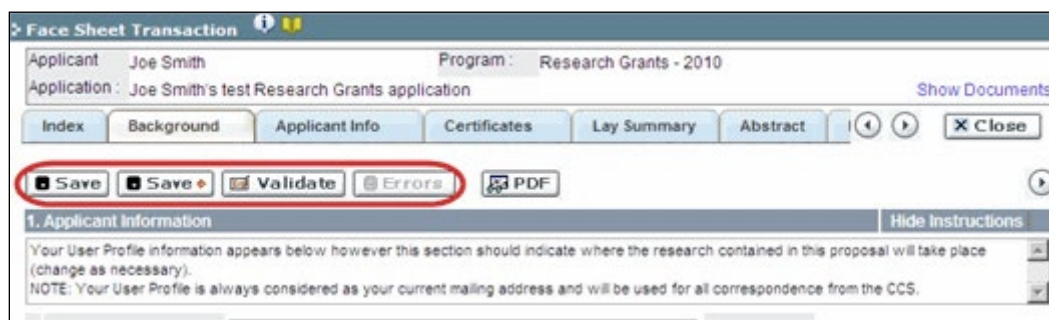 Face Sheet Transaction
Applicant Joe Smith Program : Research Grants - 2010
Application : Joe Smith's test Research Grants application Show Documents
Index Background Applicant Info Certificates Lay Summary Abstract Close
Save Save Validate Errors PDF
1. Applicant Information Hide Instructions
Your User Profile information appears below however this section should indicate where the research contained in this proposal will take place
(change as necessary).
NOTE: Your User Profile is always considered as your current mailing address and will be used for all correspondence from the CCS.